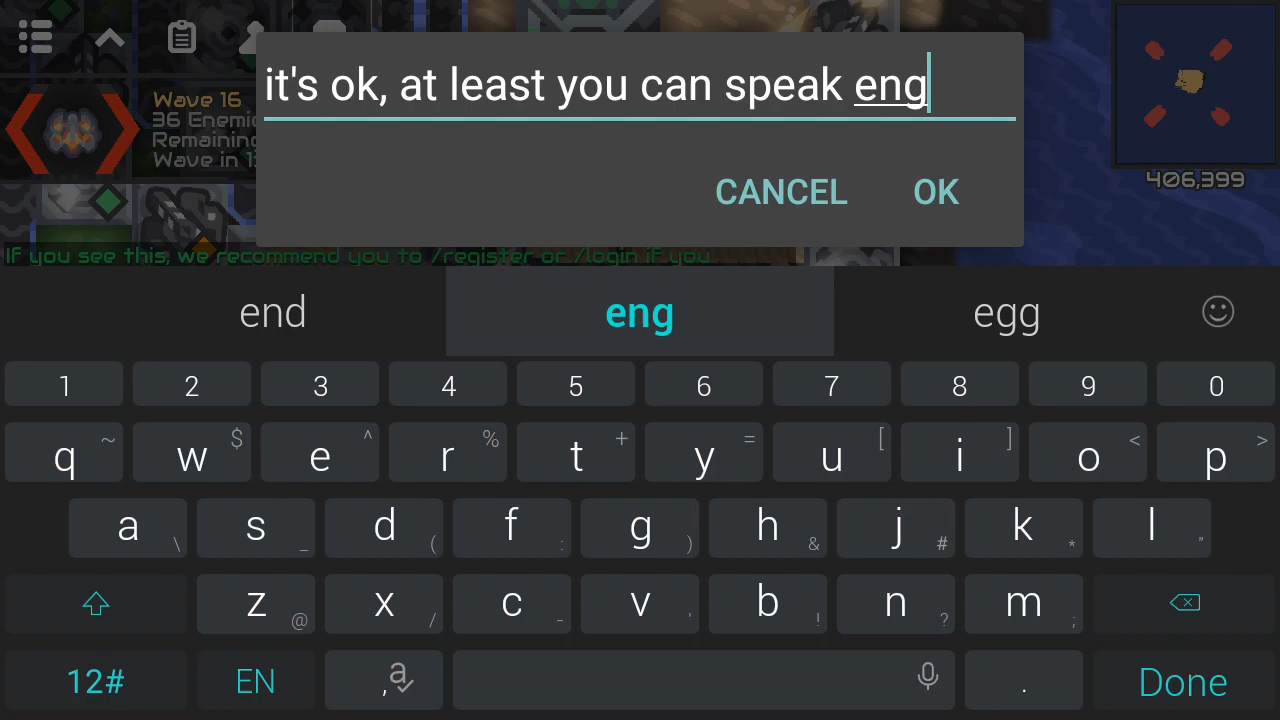 it's ok, at least you can speak eng
Wave 16
36 Enemi
Remaining
Wave in 1
CANCEL OK
406,399
If you see this, we recommend you to /register or /login if you
end eng egg
1 2 3 4 5 6 7 8 9 0
q ~ w $ e ^ r % t + y = u [ i ] o < p >
a \ s _ d ( f : g ) h & j # k * l "
z @ x / c - v ' b ! n ? m ;
12# EN , a . Done